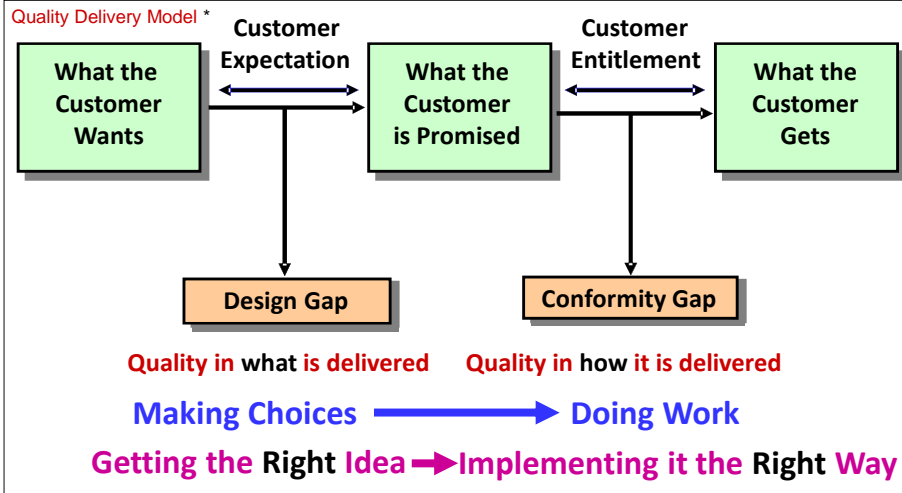 Quality Delivery Model *
Customer
Expectation
Customer
Entitlement
What the
Customer
Wants
What the
Customer
is Promised
What the
Customer
Gets
Design Gap
Conformity Gap
Quality in what is delivered
Quality in how it is delivered
Making Choices
Doing Work
Getting the Right Idea
Implementing it the Right Way